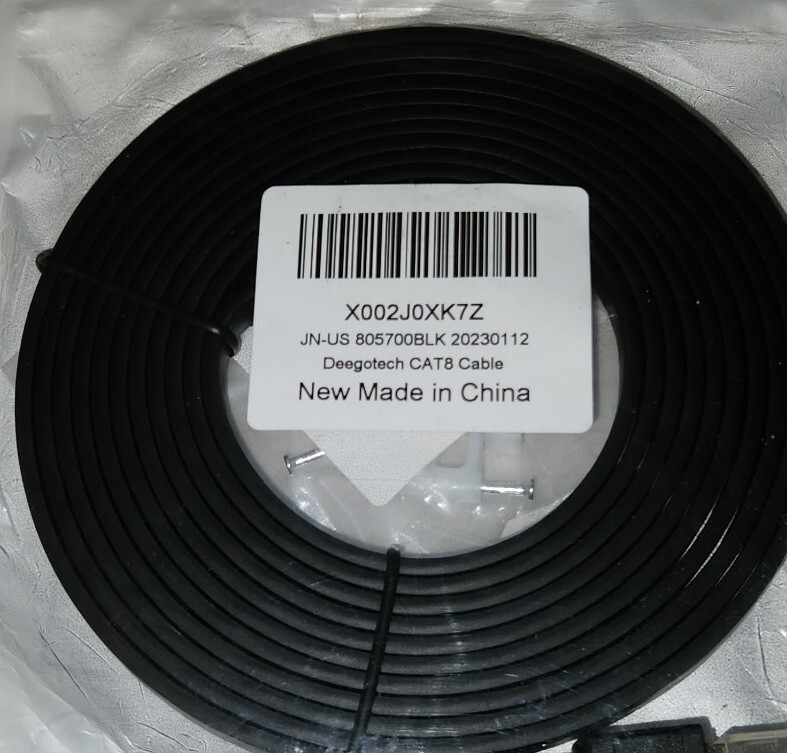 X002J0XK7Z
JN-US 805700BLK 20230112
Deegotech CAT8 Cable
New Made in China